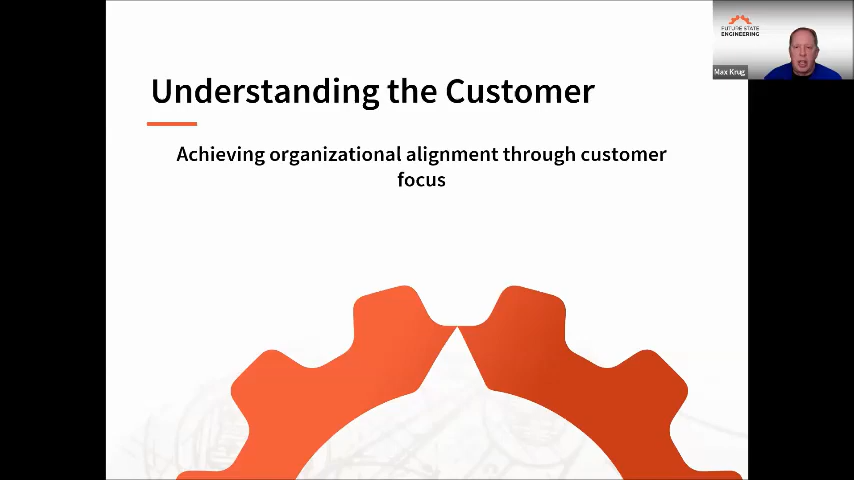 Understanding the Customer
Achieving organizational alignment through customer
focus
FUTURE STATE
ENGINEERING
Max Krug